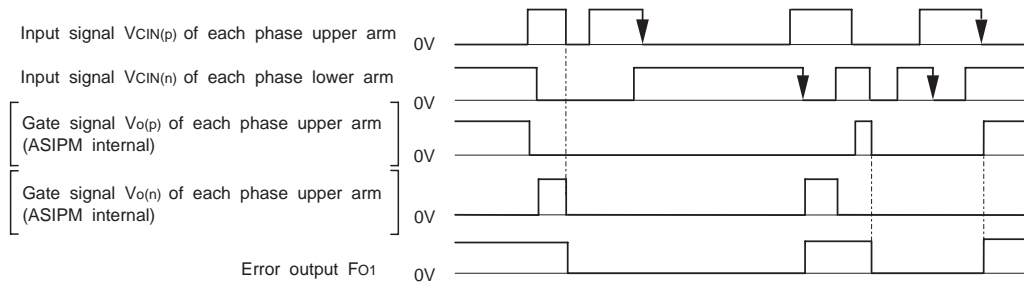 Input signal VCIN(p) of each phase upper arm 0V
Input signal VCIN(n) of each phase lower arm 0V
Gate signal Vo(p) of each phase upper arm
(ASIPM internal) 0V
Gate signal Vo(n) of each phase upper arm
(ASIPM internal) 0V
Error output FO1 0V